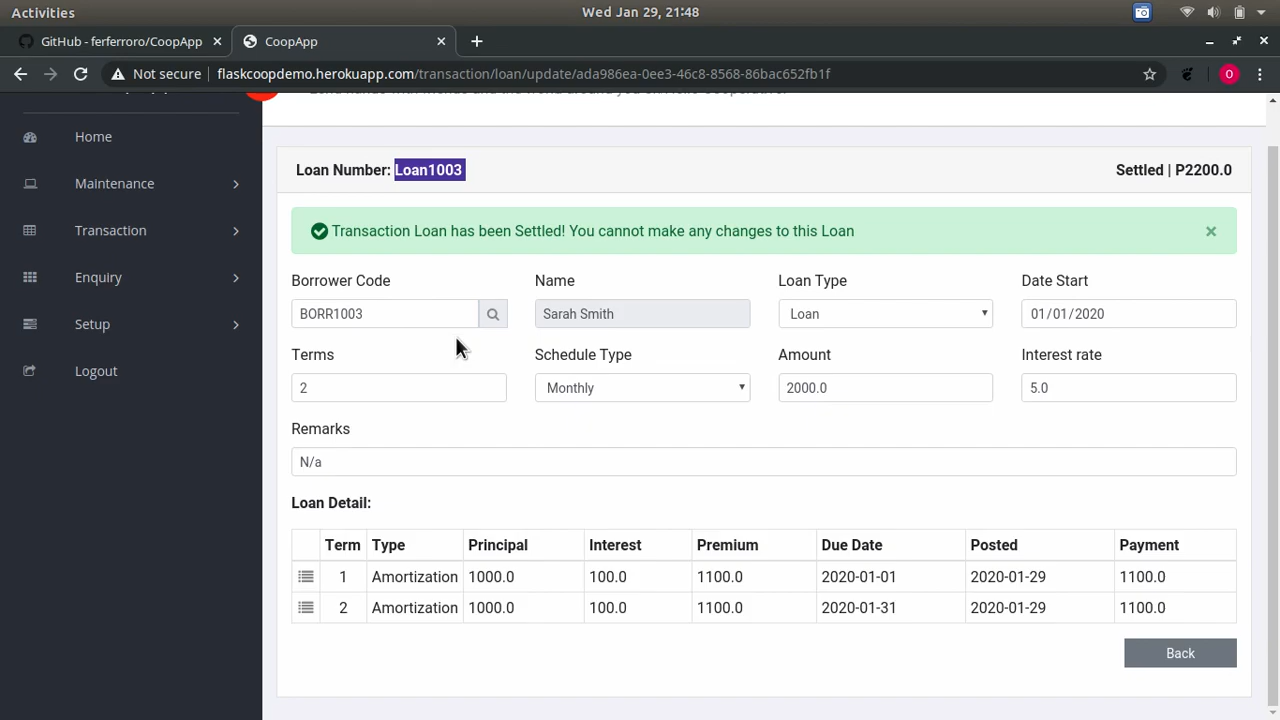 Activities
Wed Jan 29, 21:48
GitHub - ferferroro/CoopApp
CoopApp
Not secure
flaskcoopdemo.herokuapp.com/transaction/loan/update/ada986ea-0ee3-46c8-8568-86bac652fb1f
O
Home
Maintenance
Transaction
Enquiry
Setup
Logout
Loan Number: Loan1003
Settled | P2200.0
Transaction Loan has been Settled! You cannot make any changes to this Loan
Borrower Code Name Loan Type Date Start
BORR1003 Sarah Smith Loan 01/01/2020
Terms Schedule Type Amount Interest rate
2 Monthly 2000.0 5.0
Remarks
N/a
Loan Detail:
Term Type Principal Interest Premium Due Date Posted Payment
1 Amortization 1000.0 100.0 1100.0 2020-01-01 2020-01-29 1100.0
2 Amortization 1000.0 100.0 1100.0 2020-01-31 2020-01-29 1100.0
Back